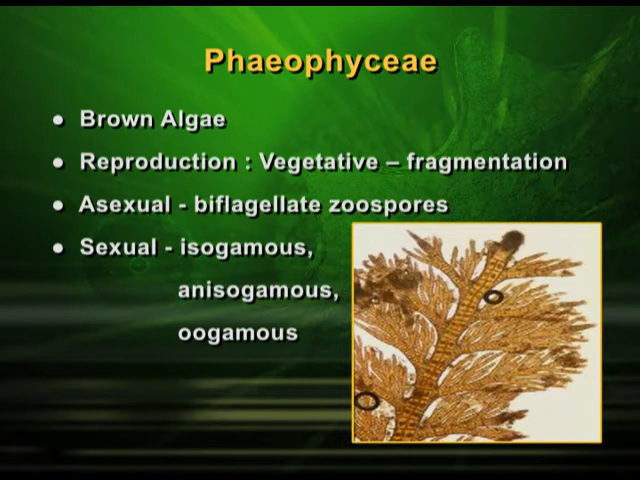 Phaeophyceae
● Brown Algae
● Reproduction : Vegetative – fragmentation
● Asexual - biflagellate zoospores
● Sexual - isogamous,
anisogamous,
oogamous